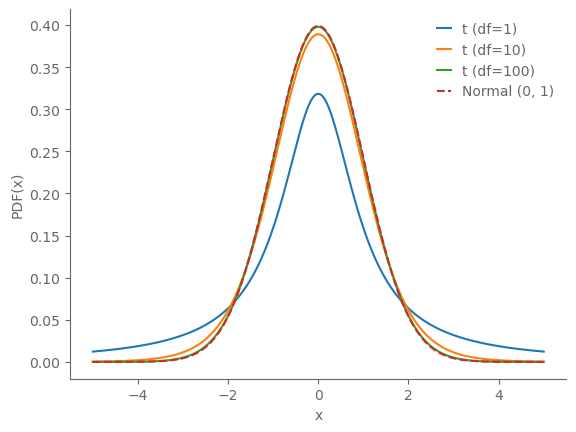 t (df=1)
t (df=10)
t (df=100)
Normal (0, 1)
PDF(x)
0.40
0.35
0.30
0.25
0.20
0.15
0.10
0.05
0.00
−4
−2
0
2
4
x